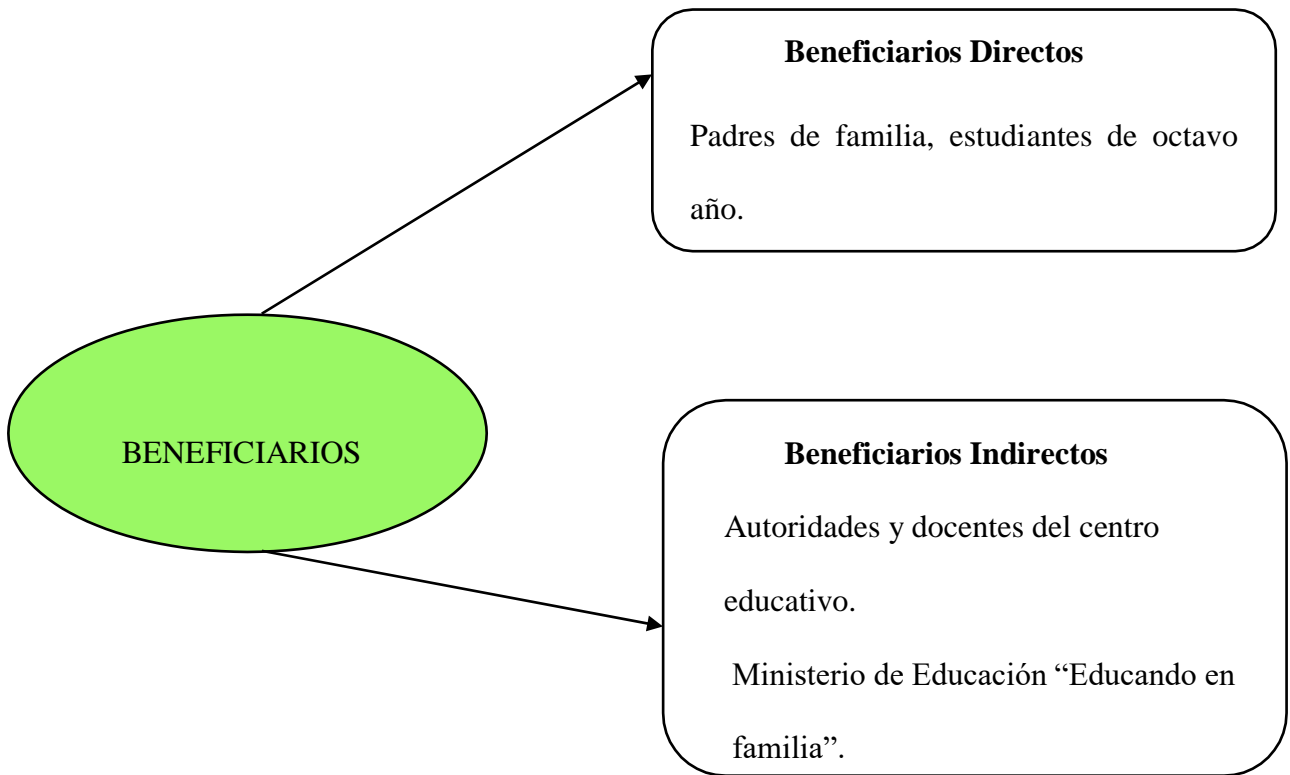 Beneficiarios Directos
Padres de familia, estudiantes de octavo
año.
BENEFICIARIOS
Beneficiarios Indirectos
Autoridades y docentes del centro
educativo.
Ministerio de Educación “Educando en
familia”.